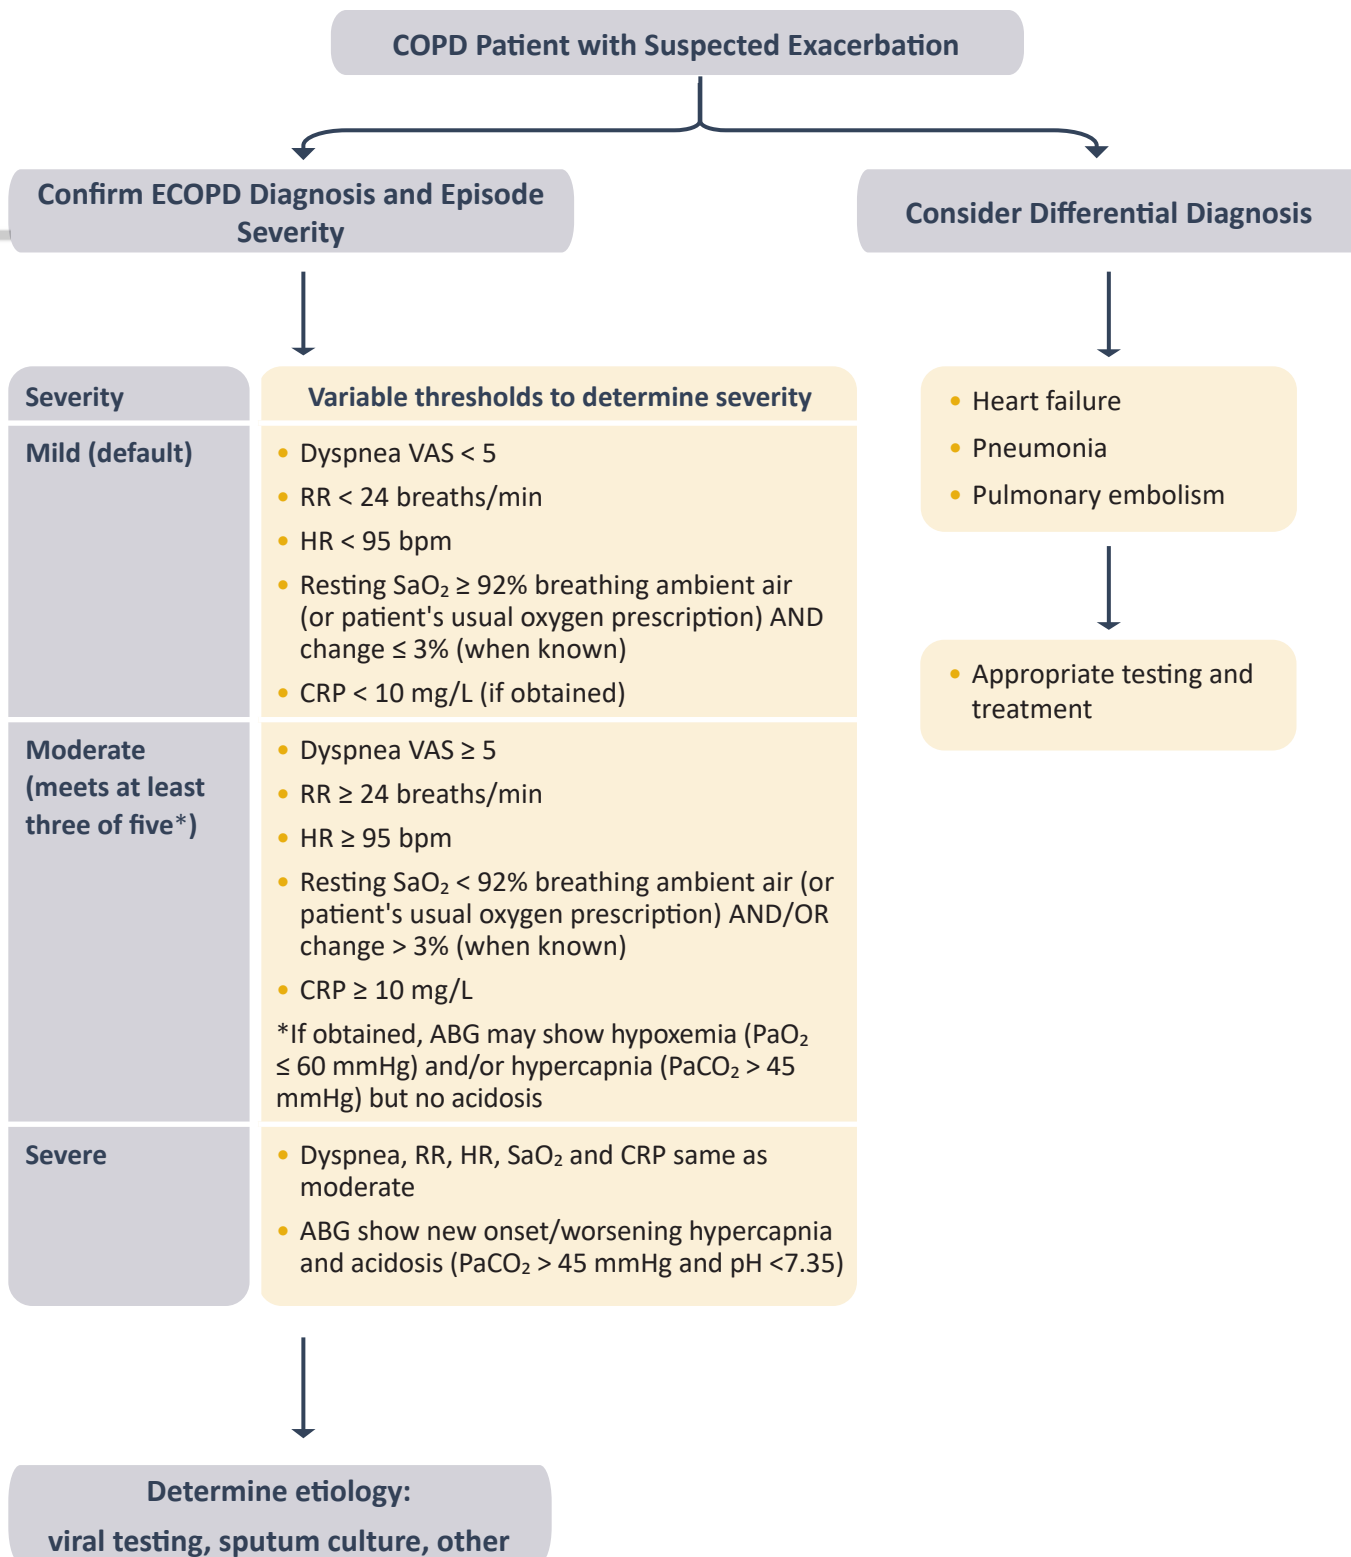 COPD Patient with Suspected Exacerbation
Confirm ECOPD Diagnosis and Episode
Severity
Consider Differential Diagnosis
Severity
Variable thresholds to determine severity
Mild (default)
• Dyspnea VAS < 5
• RR < 24 breaths/min
• HR < 95 bpm
• Resting SaO₂ ≥ 92% breathing ambient air
(or patient's usual oxygen prescription) AND
change ≤ 3% (when known)
• CRP < 10 mg/L (if obtained)
Moderate
(meets at least
three of five*)
• Dyspnea VAS ≥ 5
• RR ≥ 24 breaths/min
• HR ≥ 95 bpm
• Resting SaO₂ < 92% breathing ambient air (or
patient's usual oxygen prescription) AND/OR
change > 3% (when known)
• CRP ≥ 10 mg/L
*If obtained, ABG may show hypoxemia (PaO₂
≤ 60 mmHg) and/or hypercapnia (PaCO₂ > 45
mmHg) but no acidosis
Severe
• Dyspnea, RR, HR, SaO₂ and CRP same as
moderate
• ABG show new onset/worsening hypercapnia
and acidosis (PaCO₂ > 45 mmHg and pH <7.35)
• Heart failure
• Pneumonia
• Pulmonary embolism
• Appropriate testing and
treatment
Determine etiology:
viral testing, sputum culture, other